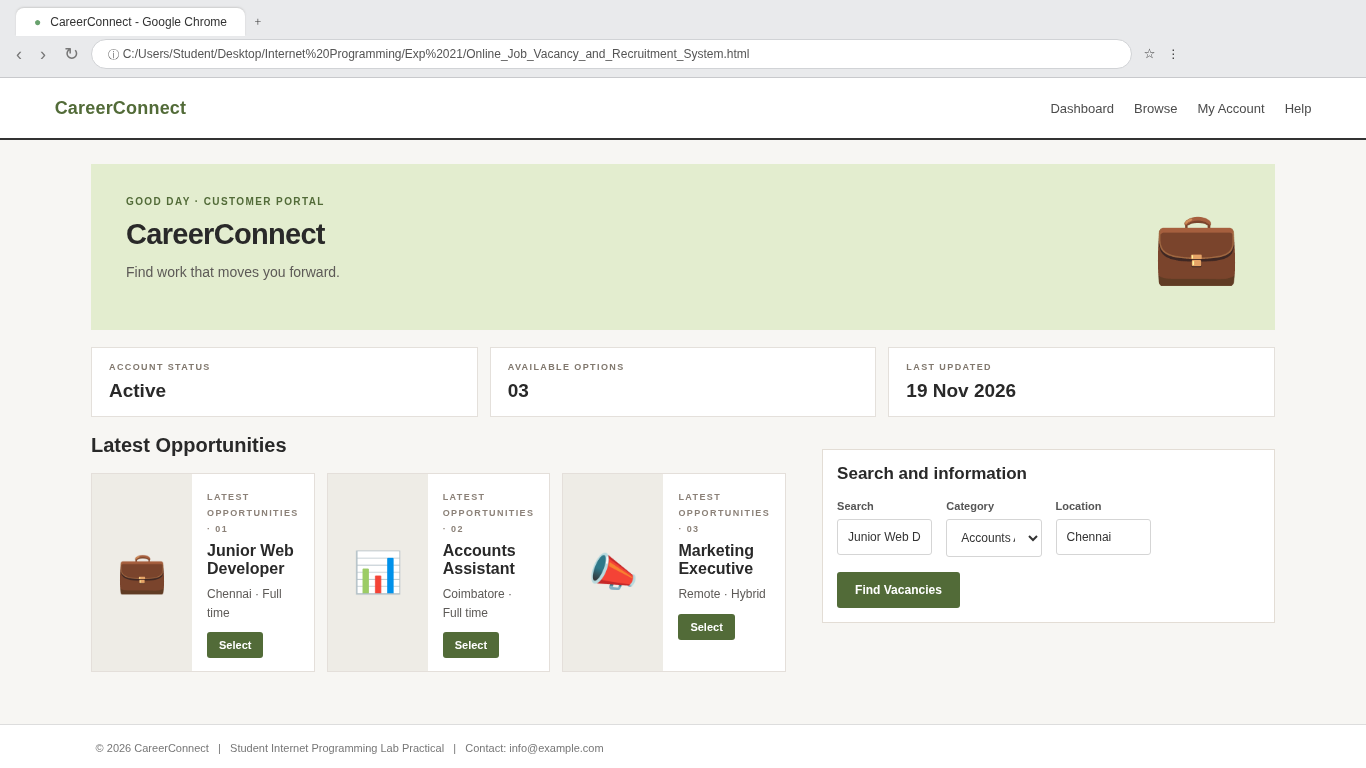 CareerConnect - Google Chrome
+
C:/Users/Student/Desktop/Internet%20Programming/Exp%2021/Online_Job_Vacancy_and_Recruitment_System.html
CareerConnect
Dashboard Browse My Account Help
GOOD DAY · CUSTOMER PORTAL
CareerConnect
Find work that moves you forward.
ACCOUNT STATUS
Active
AVAILABLE OPTIONS
03
LAST UPDATED
19 Nov 2026
Latest Opportunities
LATEST
OPPORTUNITIES
· 01
Junior Web
Developer
Chennai · Full
time
Select
LATEST
OPPORTUNITIES
· 02
Accounts
Assistant
Coimbatore ·
Full time
Select
LATEST
OPPORTUNITIES
· 03
Marketing
Executive
Remote · Hybrid
Select
Search and information
Search Category Location
Junior Web D Accounts Chennai
Find Vacancies
© 2026 CareerConnect | Student Internet Programming Lab Practical | Contact: info@example.com